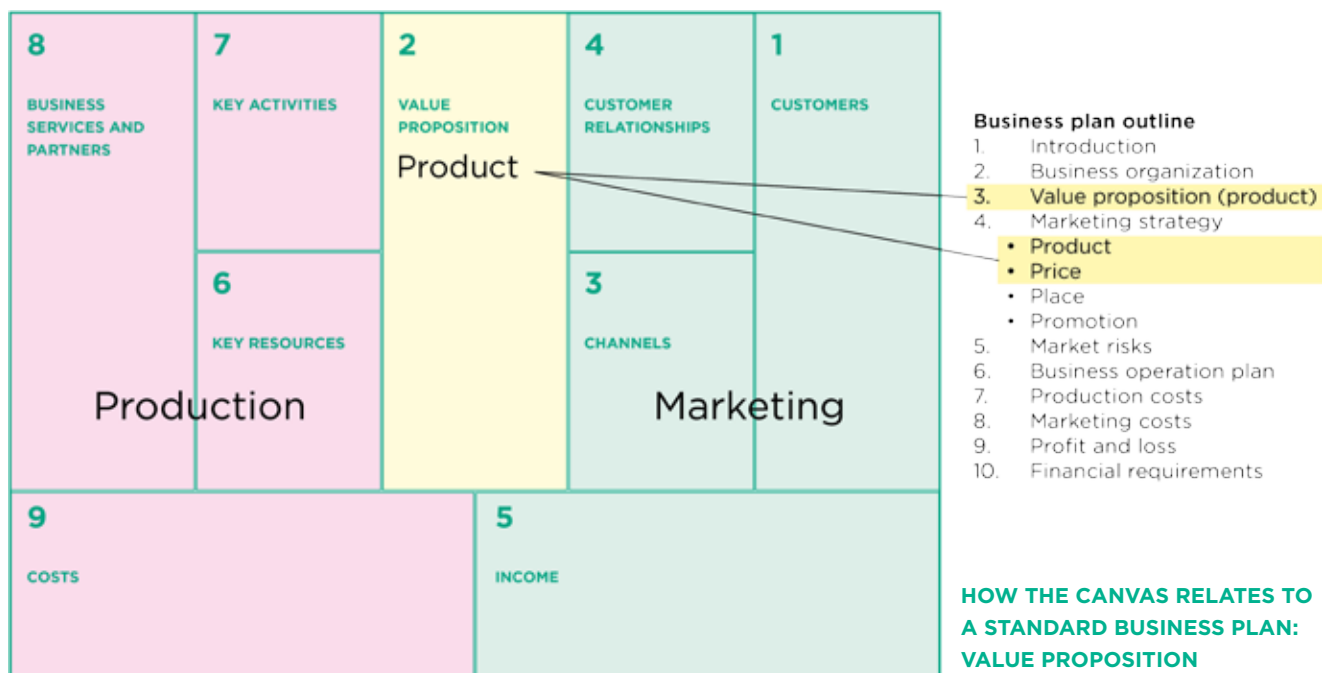 8
BUSINESS
SERVICES AND
PARTNERS
7
KEY ACTIVITIES
2
VALUE
PROPOSITION
Product
4
CUSTOMER
RELATIONSHIPS
1
CUSTOMERS
6
KEY RESOURCES
3
CHANNELS
Production
Marketing
9
COSTS
5
INCOME
Business plan outline
1. Introduction
2. Business organization
3. Value proposition (product)
4. Marketing strategy
• Product
• Price
• Place
• Promotion
5. Market risks
6. Business operation plan
7. Production costs
8. Marketing costs
9. Profit and loss
10. Financial requirements
HOW THE CANVAS RELATES TO
A STANDARD BUSINESS PLAN:
VALUE PROPOSITION